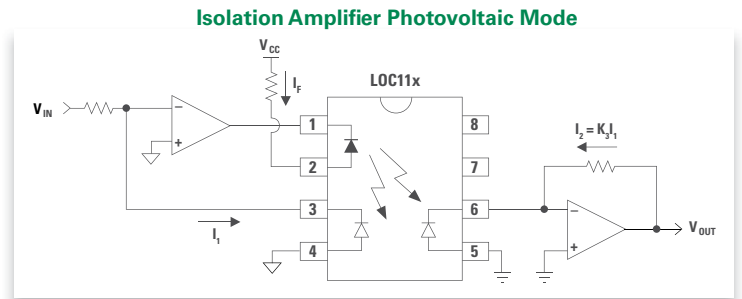 Isolation Amplifier Photovoltaic Mode
VCC
IF
LOC11x
VIN
−
+
1
2
3
4
8
7
6
5
I1
I2 = K3I1
−
+
VOUT